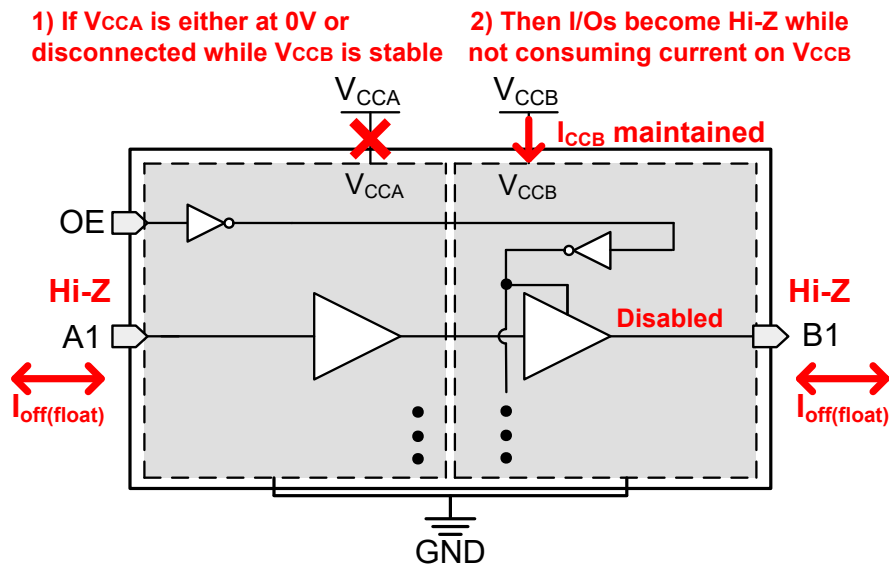 1) If VCCA is either at 0V or
disconnected while VCCB is stable
2) Then I/Os become Hi-Z while
not consuming current on VCCB
VCCA
VCCB
ICCB maintained
VCCA
VCCB
OE
Hi-Z
Hi-Z
A1
Disabled
B1
Ioff(float)
Ioff(float)
GND